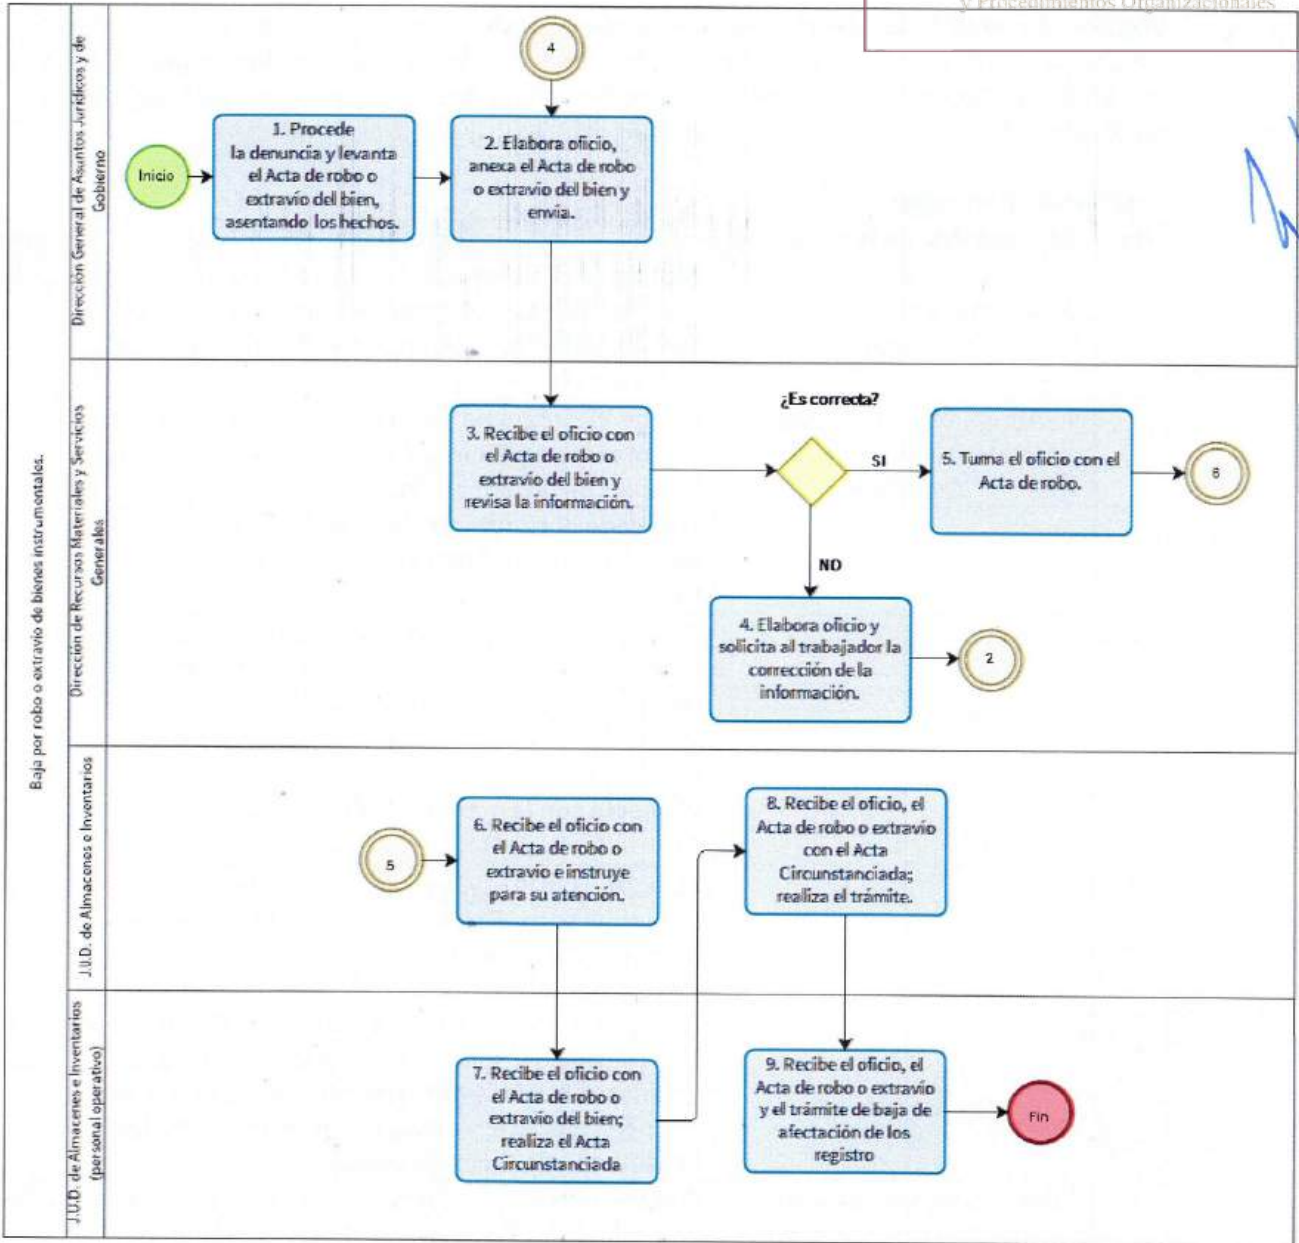 y Procedimientos Organizacionales
Baja por robo o extravío de bienes instrumentales.
Dirección General de Asuntos Jurídicos y de
Gobierno
4
Inicio
1. Procede
la denuncia y levanta
el Acta de robo o
extravío del bien,
asentando los hechos.
2. Elabora oficio,
anexa el Acta de robo
o extravío del bien y
envía.
Dirección de Recursos Materiales y Servicios
Generales
3. Recibe el oficio con
el Acta de robo o
extravío del bien y
revisa la información.
¿Es correcta?
SI
5. Turna el oficio con el
Acta de robo.
6
NO
4. Elabora oficio y
solicita al trabajador la
corrección de la
información.
2
J.U.D. de Almacenes e Inventarios
5
6. Recibe el oficio con
el Acta de robo o
extravío e instruye
para su atención.
8. Recibe el oficio, el
Acta de robo o extravío
con el Acta
Circunstanciada;
realiza el trámite.
J.U.D. de Almacenes e Inventarios
(personal operativo)
7. Recibe el oficio con
el Acta de robo o
extravío del bien;
realiza el Acta
Circunstanciada
9. Recibe el oficio, el
Acta de robo o extravío
y el trámite de baja de
afectación de los
registro
Fin